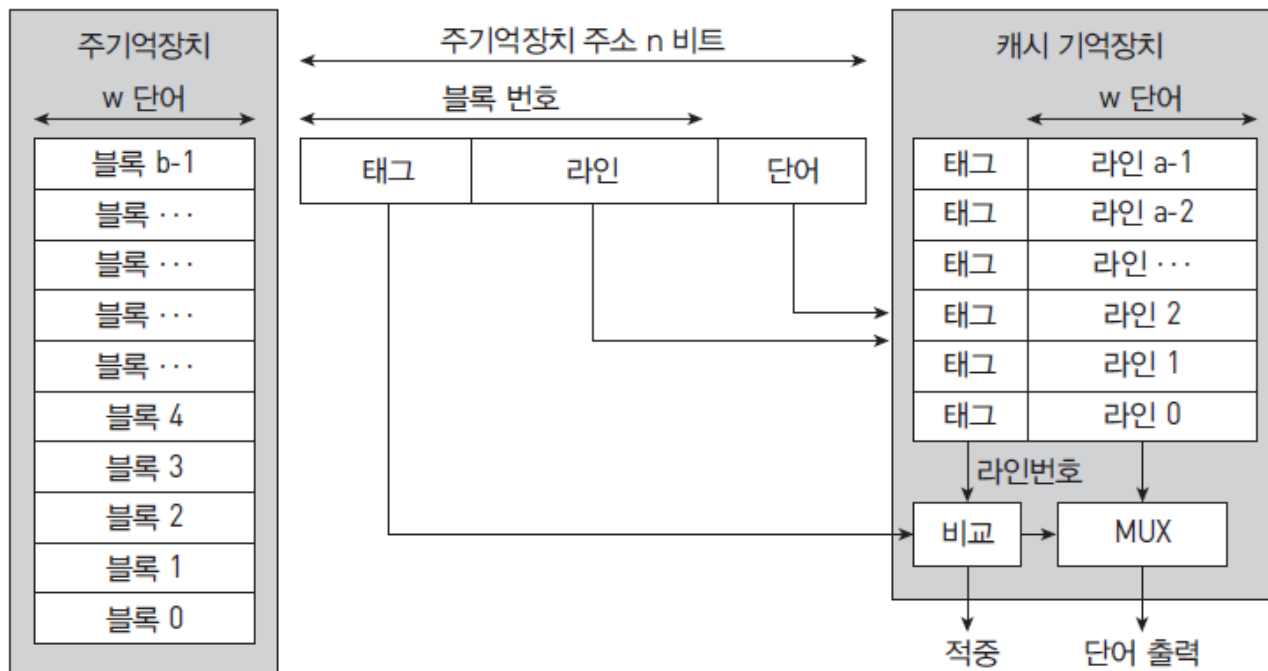 주기억장치
w 단어
블록 b-1
블록 ···
블록 ···
블록 ···
블록 ···
블록 4
블록 3
블록 2
블록 1
블록 0
주기억장치 주소 n 비트
블록 번호
태그 라인 단어
캐시 기억장치
w 단어
태그 라인 a-1
태그 라인 a-2
태그 라인 ···
태그 라인 2
태그 라인 1
태그 라인 0
라인번호
비교 MUX
적중 단어 출력